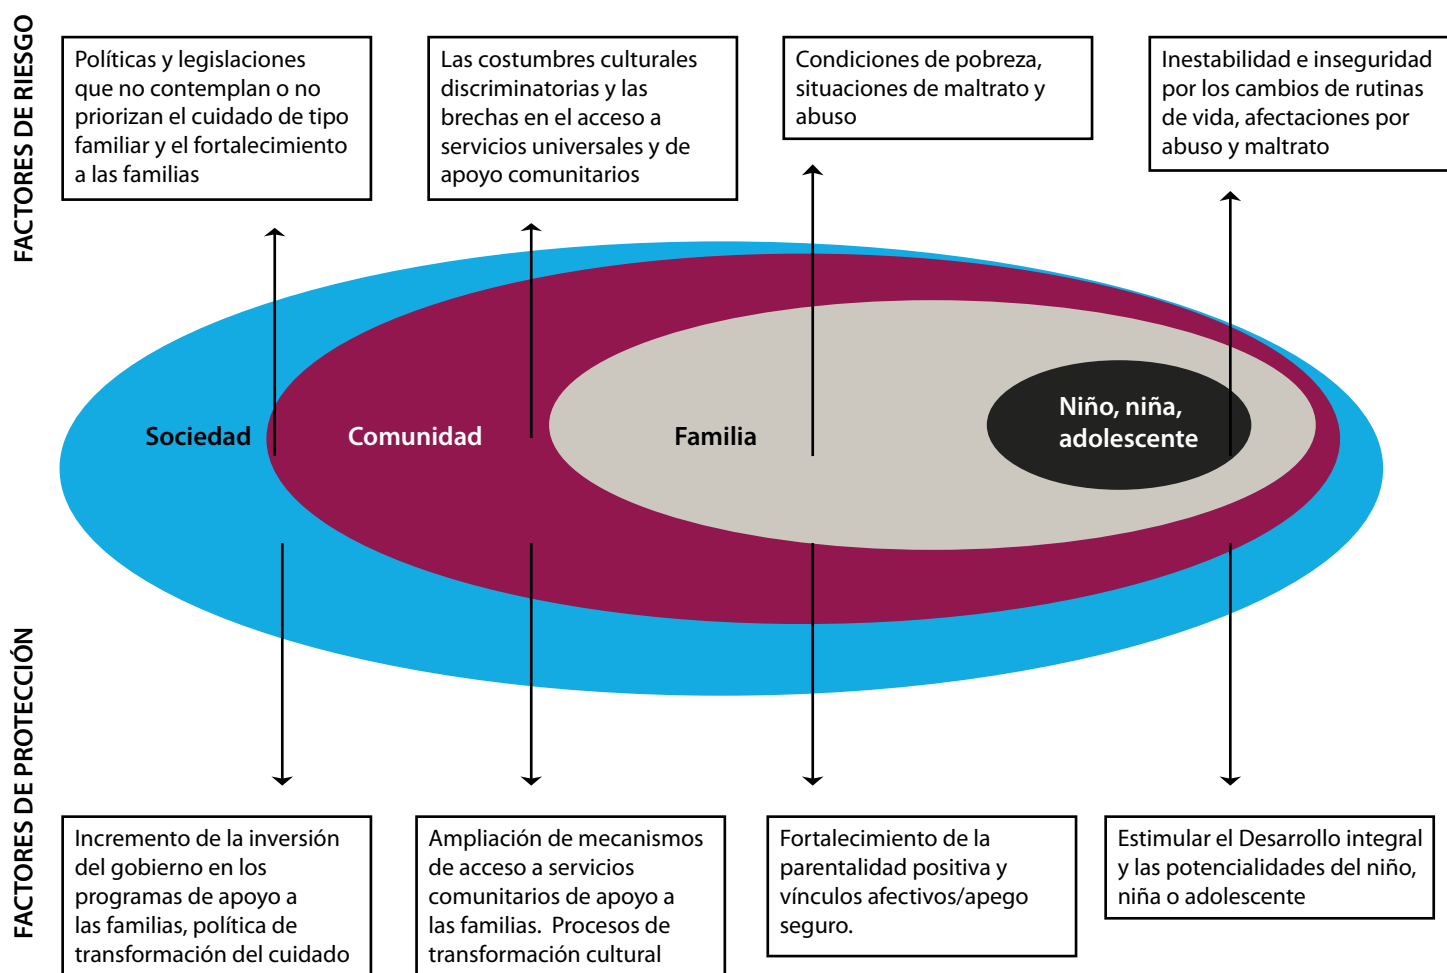 FACTORES DE RIESGO
Políticas y legislaciones
que no contemplan o no
priorizan el cuidado de tipo
familiar y el fortalecimiento
a las familias
Las costumbres culturales
discriminatorias y las
brechas en el acceso a
servicios universales y de
apoyo comunitarios
Condiciones de pobreza,
situaciones de maltrato y
abuso
Inestabilidad e inseguridad
por los cambios de rutinas
de vida, afectaciones por
abuso y maltrato
Sociedad
Comunidad
Familia
Niño, niña,
adolescente
FACTORES DE PROTECCIÓN
Incremento de la inversión
del gobierno en los
programas de apoyo a
las familias, política de
transformación del cuidado
Ampliación de mecanismos
de acceso a servicios
comunitarios de apoyo a
las familias.  Procesos de
transformación cultural
Fortalecimiento de la
parentalidad positiva y
vínculos afectivos/apego
seguro.
Estimular el Desarrollo integral
y las potencialidades del niño,
niña o adolescente